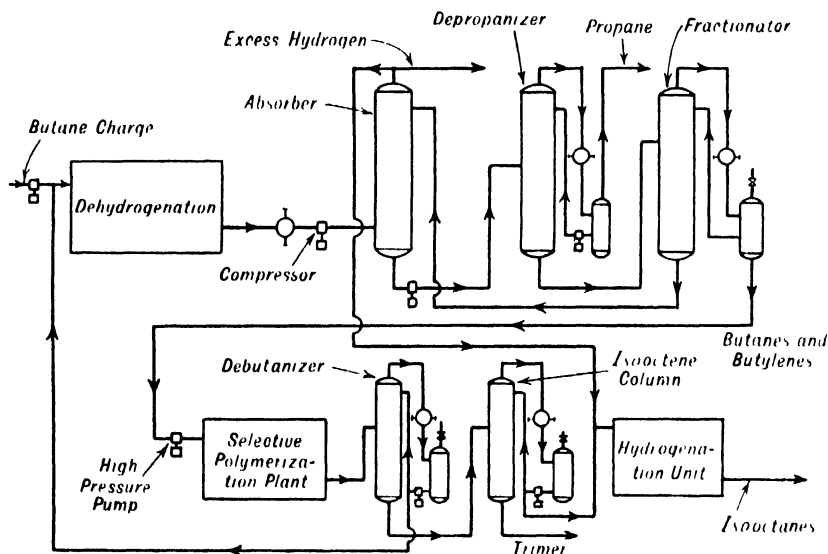 Depropanizer
Propane
Fractionator
Excess Hydrogen
Absorber
Butane Charge
Dehydrogenation
Compressor
Butanes and
Butylenes
Debutanizer
Isooctene
Column
Selective
Polymeriza-
tion Plant
High
Pressure
Pump
Hydrogena-
tion Unit
Isooctanes
Trimer